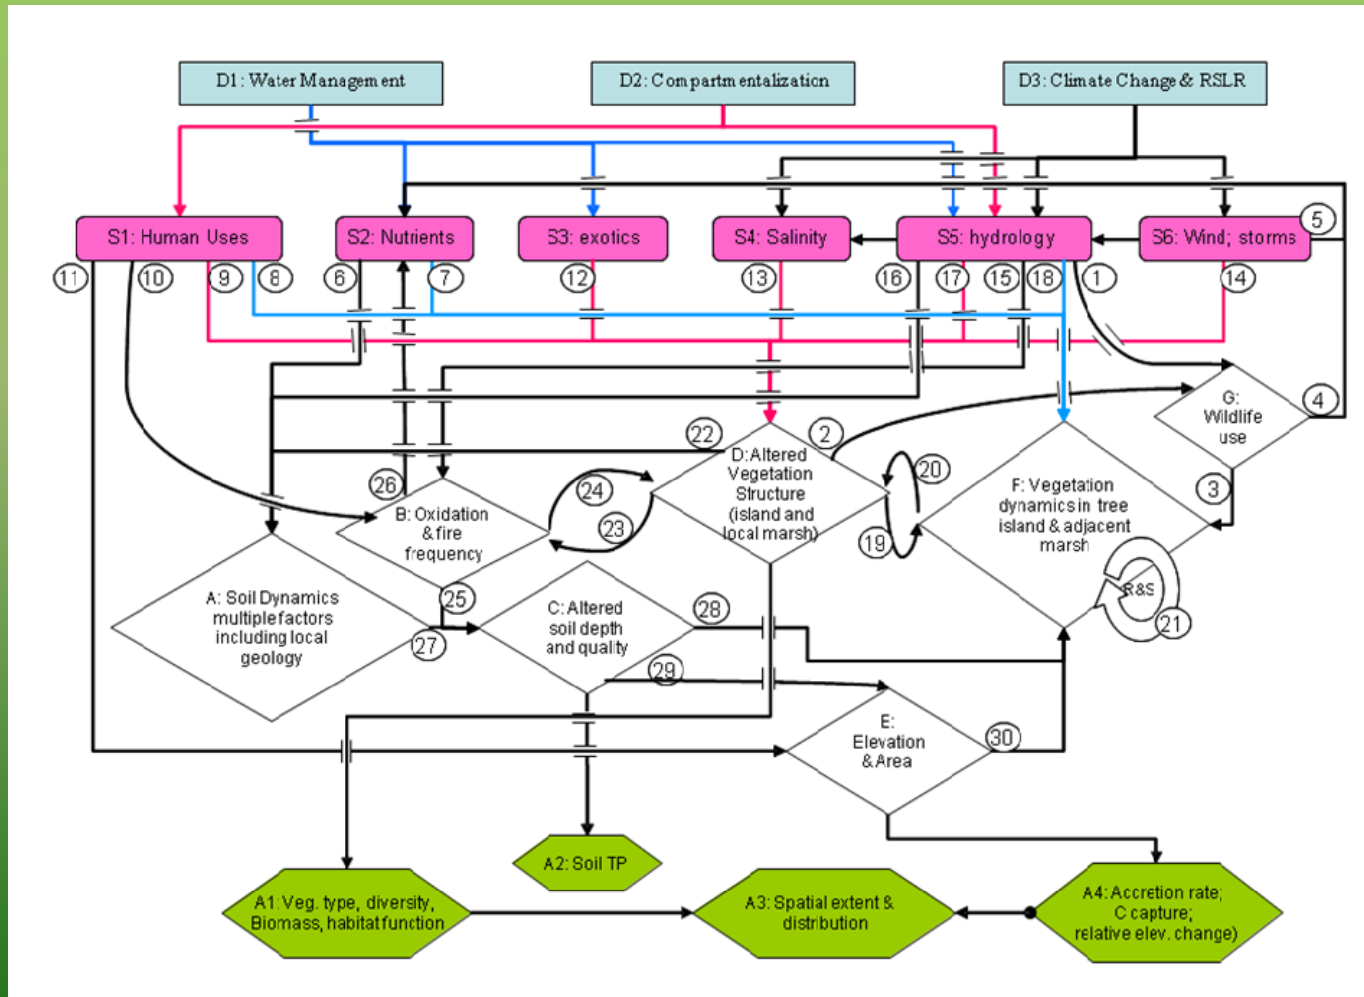 D1: Water Management
D2: Compartmentalization
D3: Climate Change & RSLR
S1: Human Uses
S2: Nutrients
S3: exotics
S4: Salinity
S5: hydrology
S6: Wind; storms
5
11
10
9
8
6
7
12
13
16
17
15
18
1
14
G:
Wildlife
use
4
22
2
D:Altered
Vegetation
Structure
(island and
local marsh)
20
19
3
F: Vegetation
dynamics in tree
island & adjacent
marsh
R&S
21
26
24
23
B: Oxidation
& fire
frequency
25
A: Soil Dynamics
multiple factors
including local
geology
27
C: Altered
soil depth
and quality
28
29
E:
Elevation
& Area
30
A2: Soil TP
A1: Veg. type, diversity,
Biomass, habitat function
A3: Spatial extent &
distribution
A4: Accretion rate;
C capture;
relative elev. change)